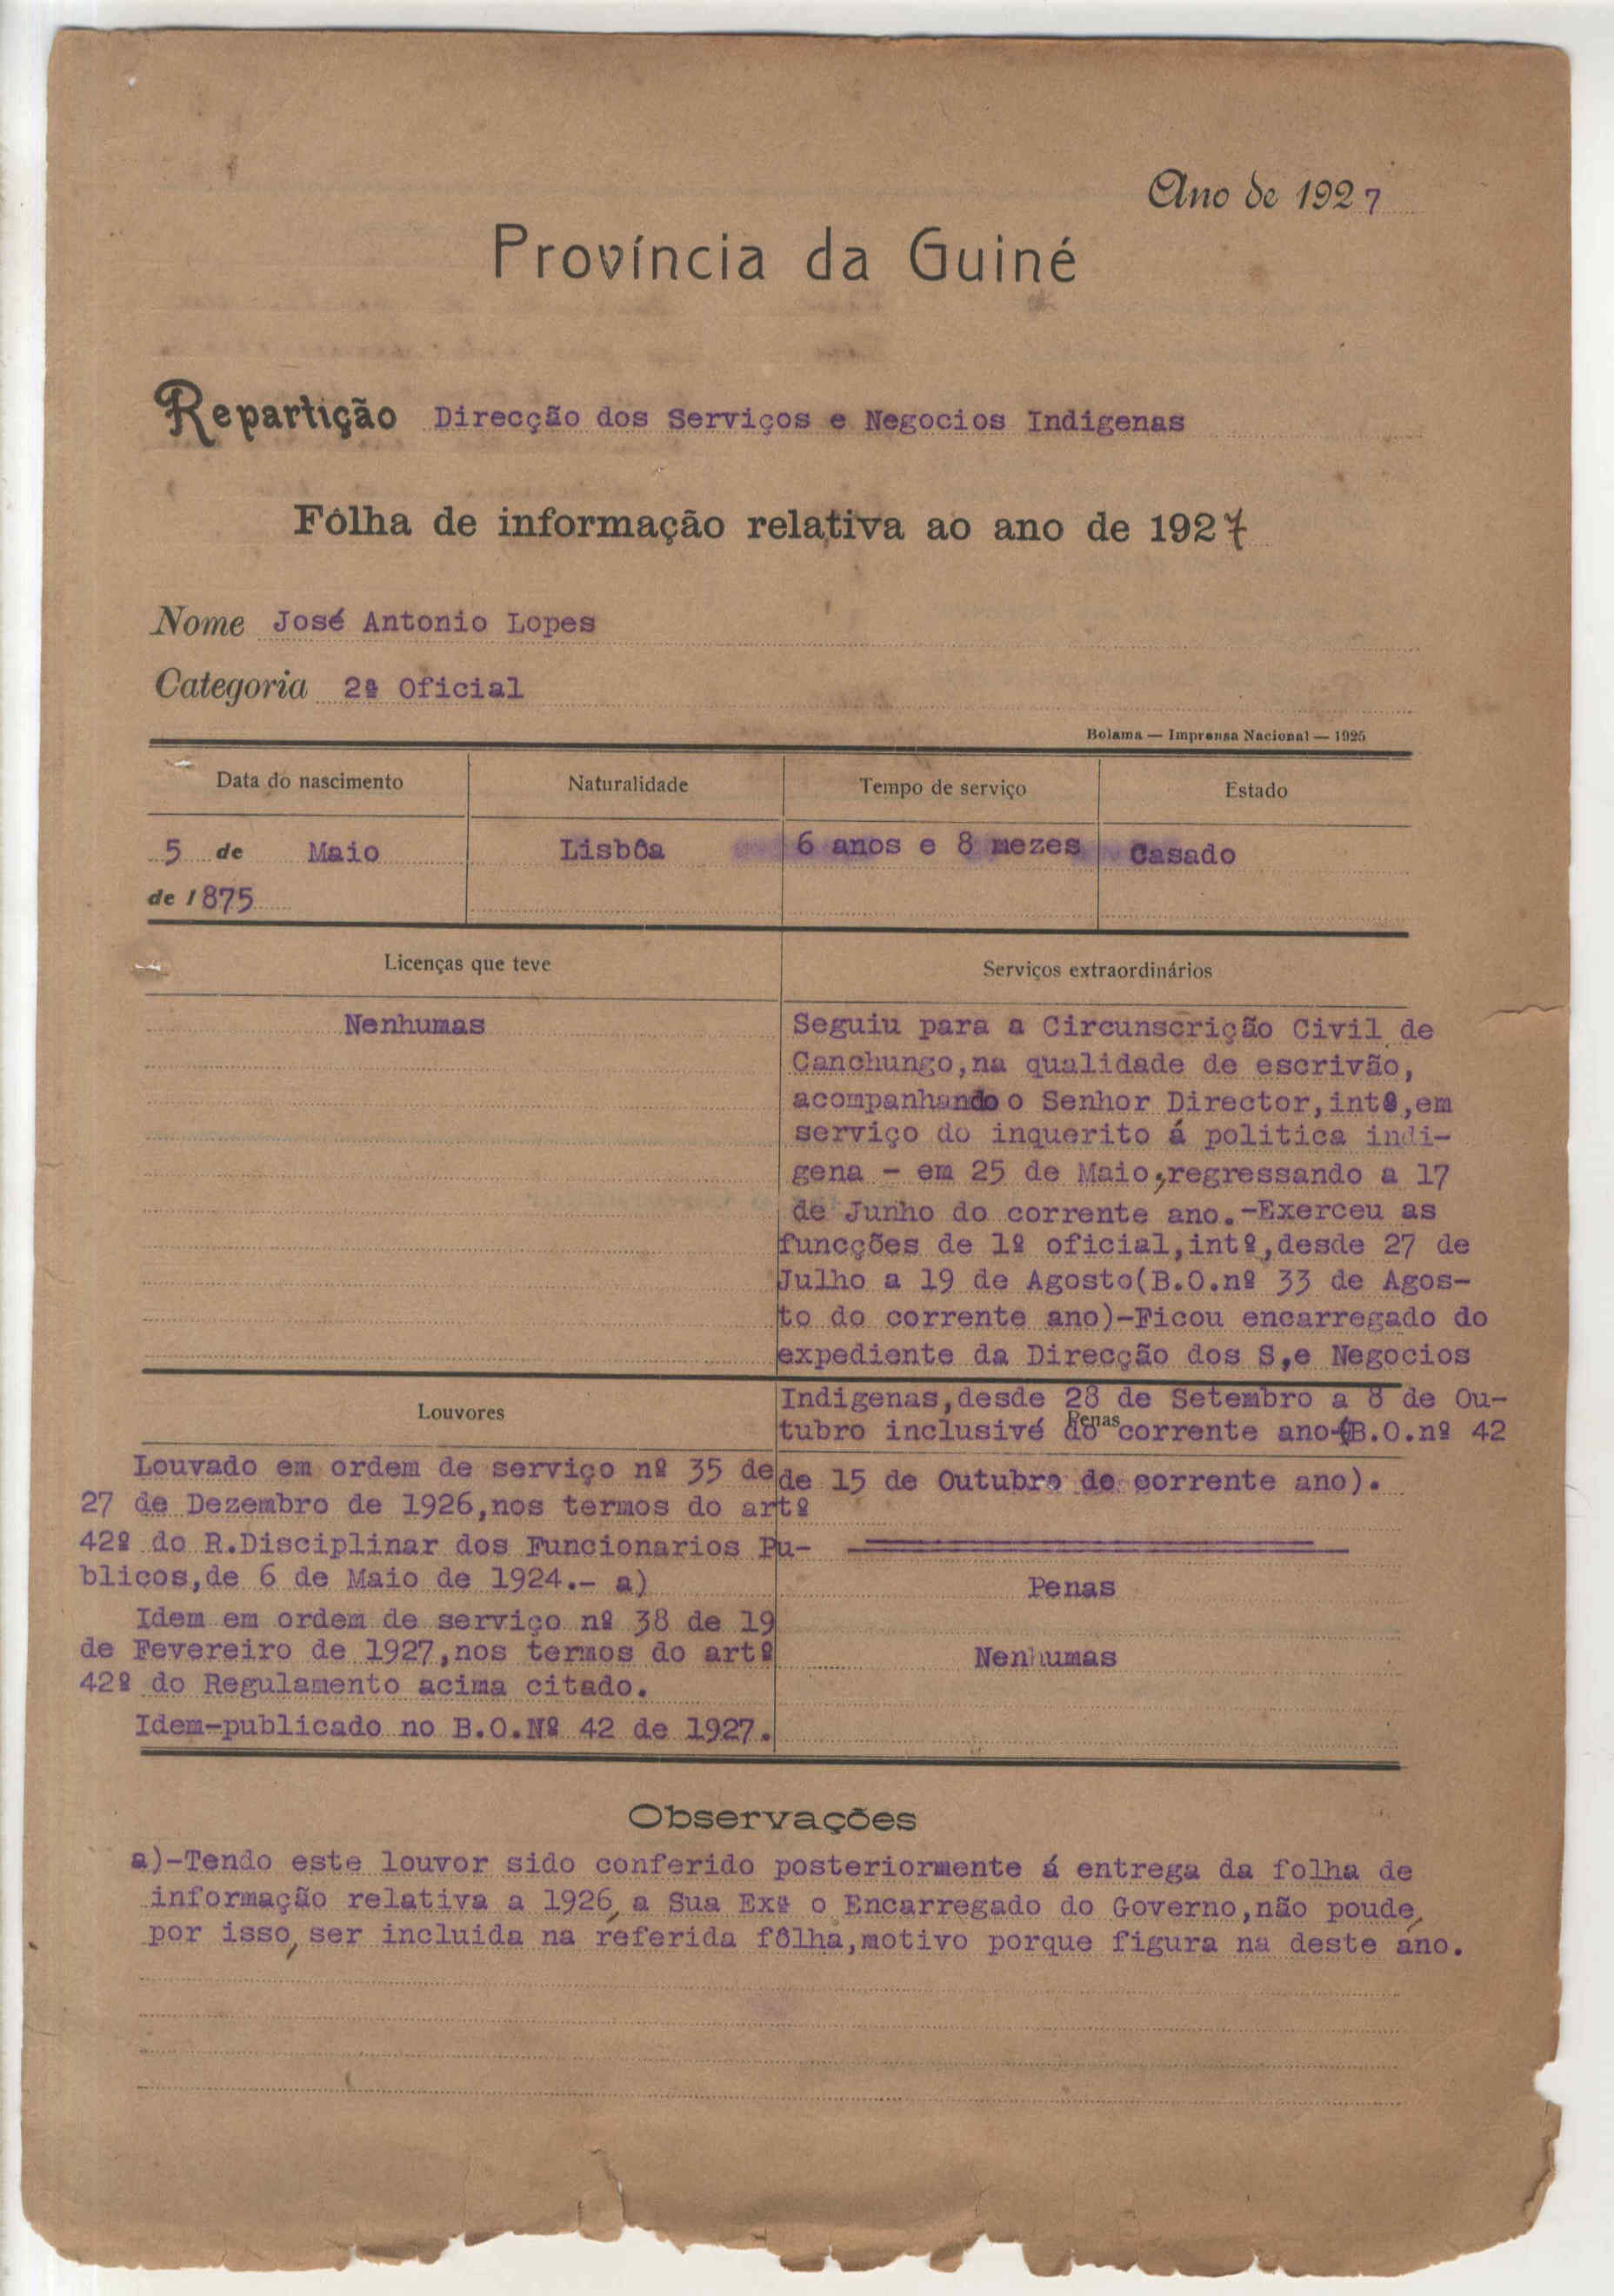 Ano de 1927
Província da Guiné
Repartição Direcção dos Serviços e Negocios Indigenas
Fôlha de informação relativa ao ano de 1927
Nome José Antonio Lopes
Categoria 2º Oficial
Bolama — Imprensa Nacional — 1925
Data do nascimento
Naturalidade
Tempo de serviço
Estado
5 de Maio
de 1875
Lisbôa
6 anos e 8 mezes
Casado
Licenças que teve
Nenhumas
Serviços extraordinários
Seguiu para a Circunscrição Civil de
Canchungo,na qualidade de escrivão,
acompanhando o Senhor Director,intº,em
serviço do inquerito á politica indi-
gena - em 25 de Maio,regressando a 17
de Junho do corrente ano.-Exerceu as
funcções de 1º oficial,intº,desde 27 de
Julho a 19 de Agosto(B.O.nº 33 de Agos-
to do corrente ano)-Ficou encarregado do
expediente da Direcção dos S,e Negocios
Indigenas,desde 28 de Setembro a 8 de Ou-
Penas
tubro inclusivé do corrente ano-(B.O.nº 42
de 15 de Outubro do corrente ano).
Penas
Nenhumas
Louvores
Louvado em ordem de serviço nº 35 de
27 de Dezembro de 1926,nos termos do artº
42º do R.Disciplinar dos Funcionarios Pu-
blicos,de 6 de Maio de 1924.- a)
Idem em ordem de serviço nº 38 de 19
de Fevereiro de 1927,nos termos do artº
42º do Regulamento acima citado.
Idem-publicado no B.O.Nº 42 de 1927.
Observações
a)-Tendo este louvor sido conferido posteriormente á entrega da folha de
informação relativa a 1926, a Sua Exª o Encarregado do Governo,não poude,
por isso, ser incluida na referida fôlha,motivo porque figura na deste ano.